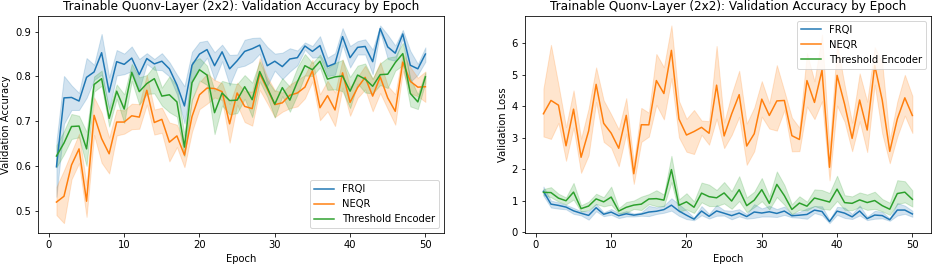 Trainable Quonv-Layer (2x2): Validation Accuracy by Epoch
Validation Accuracy
0.9
0.8
0.7
0.6
0.5
0
10
20
30
40
50
Epoch
FRQI
NEQR
Threshold Encoder
Trainable Quonv-Layer (2x2): Validation Accuracy by Epoch
Validation Loss
6
5
4
3
2
1
0
0
10
20
30
40
50
Epoch
FRQI
NEQR
Threshold Encoder